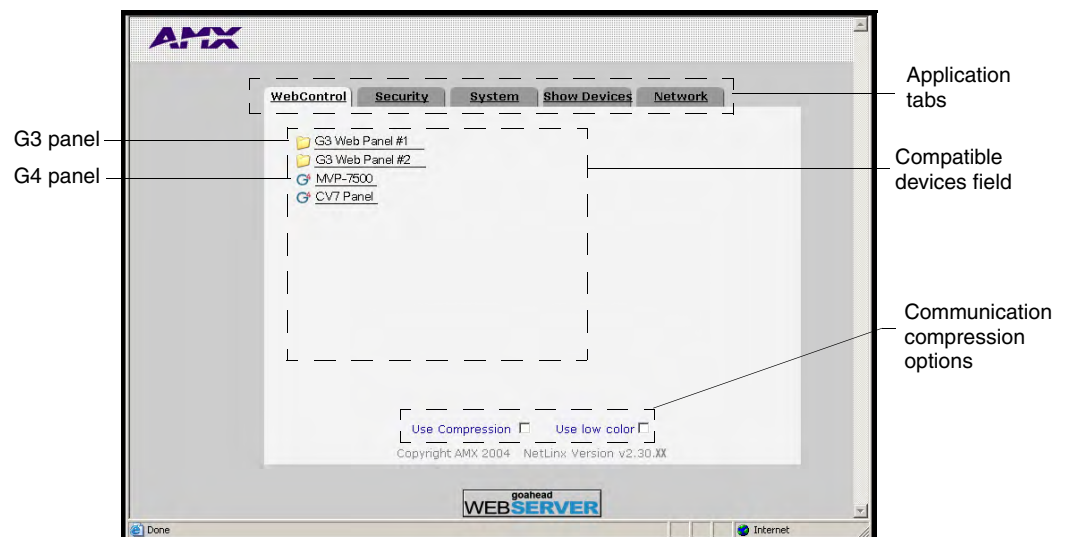 AMX
Application
tabs
WebControl Security System Show Devices Network
G3 panel
G3 Web Panel #1
G3 Web Panel #2
Compatible
devices field
G4 panel
MVP-7500
CV7 Panel
Communication
compression
options
Use Compression Use low color
Copyright AMX 2004 NetLinx Version v2.30.XX
goahead
WEBSERVER
Done Internet